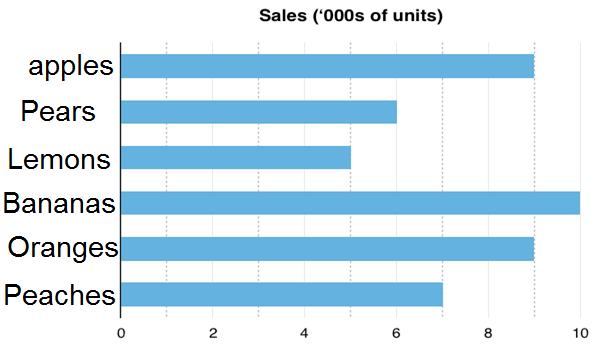 Sales (‘000s of units)
apples
Pears
Lemons
Bananas
Oranges
Peaches
0 2 4 6 8 10